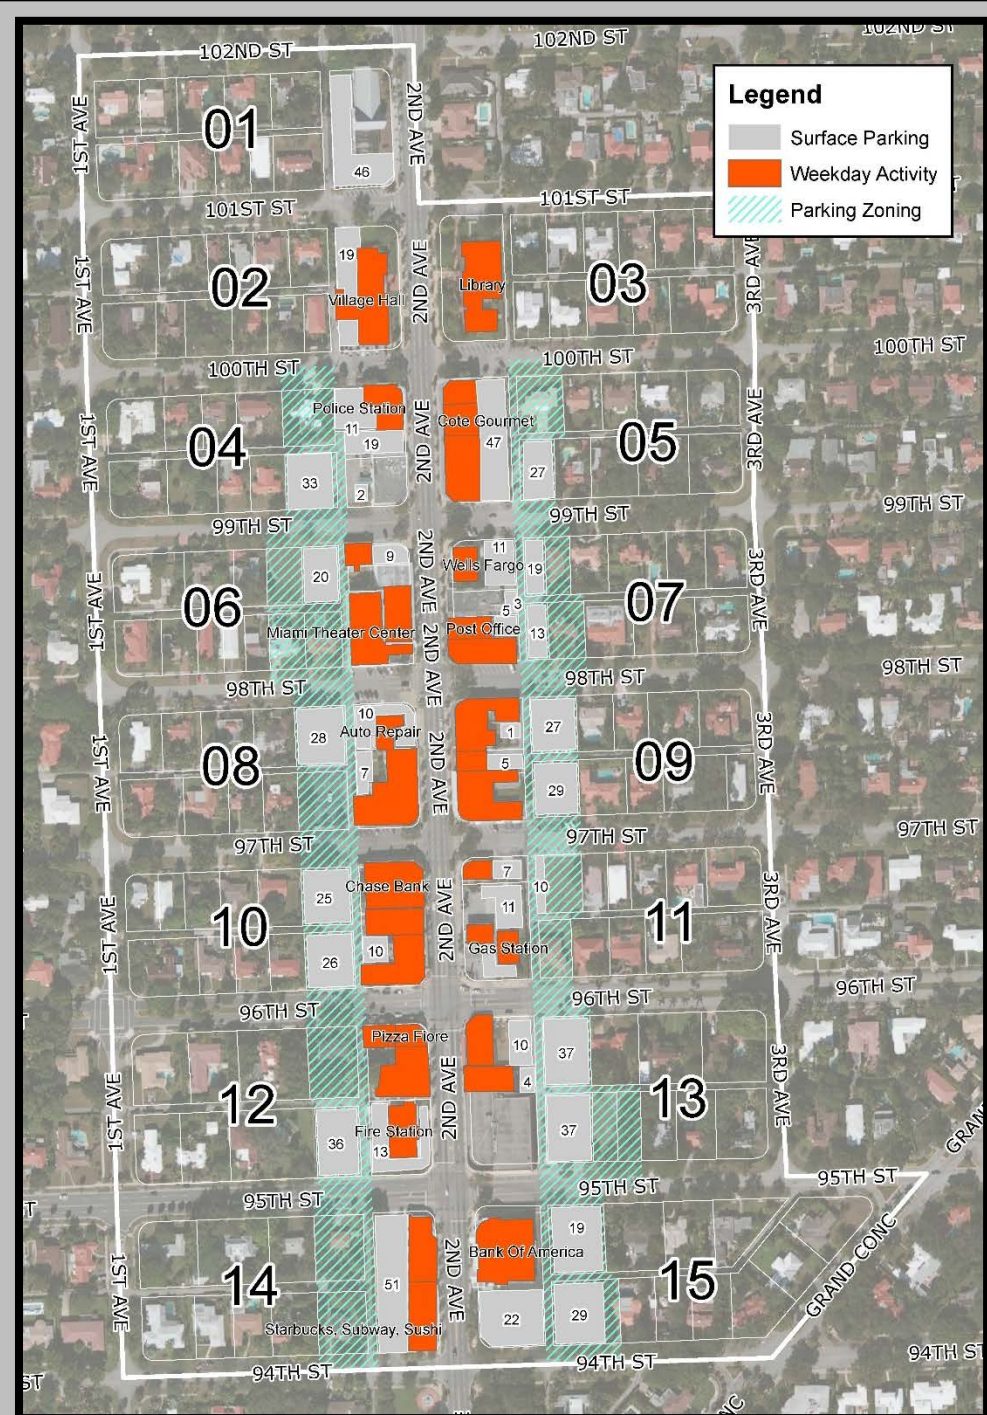 102ND ST
102ND ST
102ND ST
Legend
Surface Parking
Weekday Activity
Parking Zoning
1ST AVE
01
46
2ND AVE
101ST ST
101ST ST
1ST AVE
02
19
Village Hall
2ND AVE
Library
03
3RD AVE
100TH ST
100TH ST
100TH ST
1ST AVE
04
Police Station
11
19
33
2
2ND AVE
Cote Gourmet
47
27
05
3RD AVE
99TH ST
99TH ST
99TH ST
1ST AVE
06
20
9
Miami Theater Center
2ND AVE
2ND AVE
Wells Fargo
11
19
5
3
Post Office
13
07
3RD AVE
98TH ST
98TH ST
98TH ST
1ST AVE
08
28
10
Auto Repair
7
2ND AVE
1
5
27
29
09
3RD AVE
97TH ST
97TH ST
97TH ST
1ST AVE
10
25
26
Chase Bank
10
2ND AVE
7
11
10
Gas Station
11
3RD AVE
96TH ST
96TH ST
96TH ST
1ST AVE
12
Pizza Fiore
36
Fire Station
13
2ND AVE
10
4
37
37
13
3RD AVE
95TH ST
95TH ST
95TH ST
GRAN
1ST AVE
14
51
Starbucks, Subway, Sushi
2ND AVE
Bank Of America
19
22
29
15
GRAND CONC
94TH ST
94TH ST
94TH ST
ST
CONC